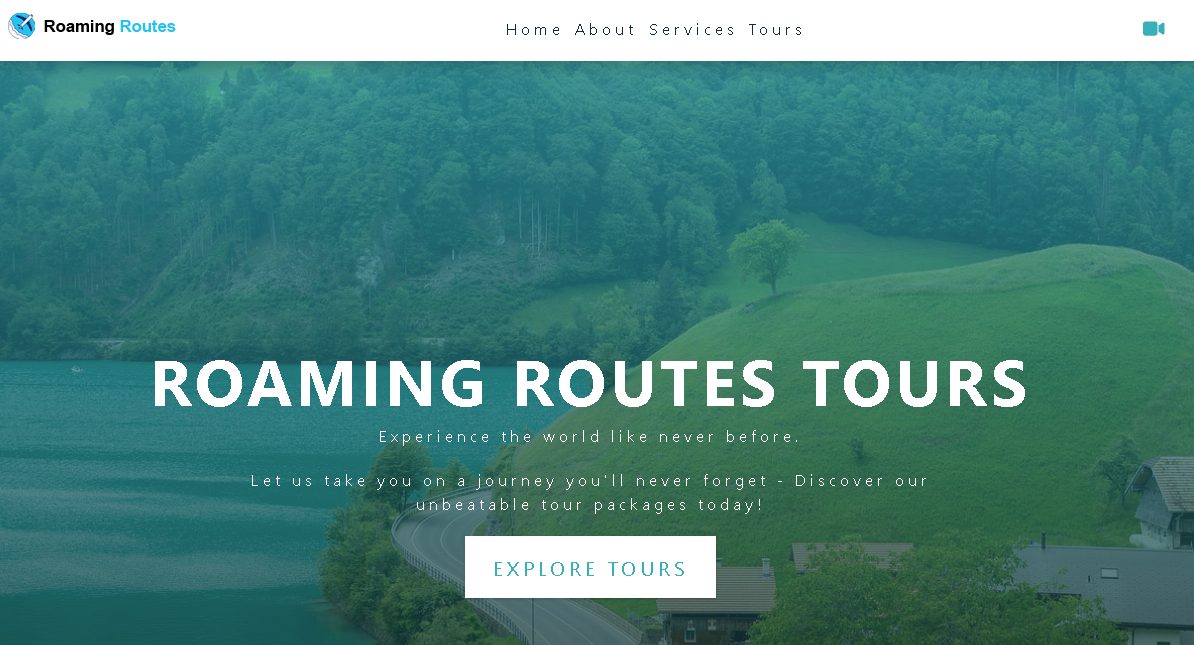 Roaming Routes
Home About Services Tours
ROAMING ROUTES TOURS
Experience the world like never before.
Let us take you on a journey you'll never forget - Discover our
unbeatable tour packages today!
EXPLORE TOURS